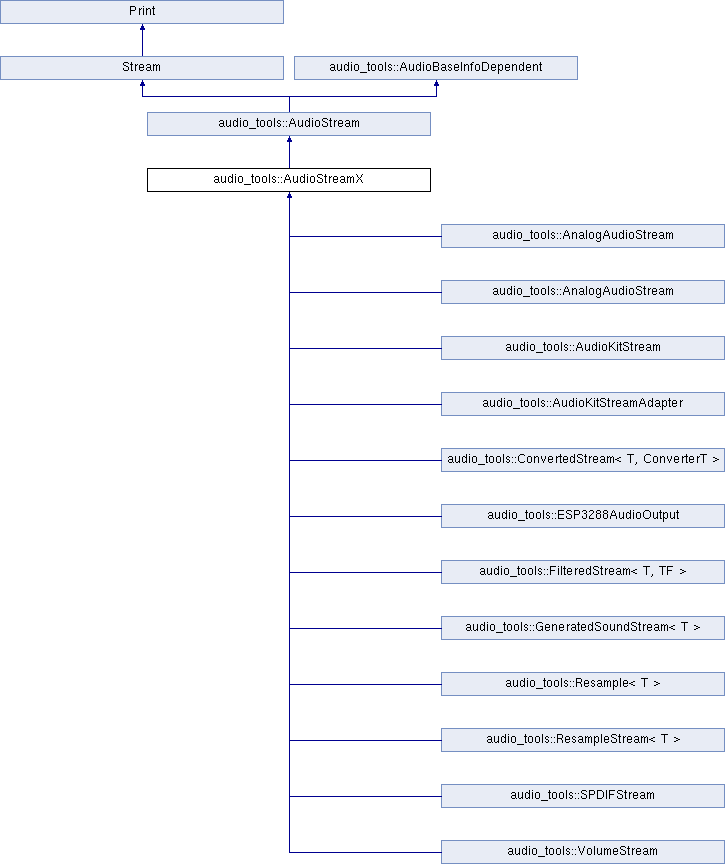 Print
Stream
audio_tools::AudioBaseInfoDependent
audio_tools::AudioStream
audio_tools::AudioStreamX
audio_tools::AnalogAudioStream
audio_tools::AnalogAudioStream
audio_tools::AudioKitStream
audio_tools::AudioKitStreamAdapter
audio_tools::ConvertedStream< T, ConverterT >
audio_tools::ESP3288AudioOutput
audio_tools::FilteredStream< T, TF >
audio_tools::GeneratedSoundStream< T >
audio_tools::Resample< T >
audio_tools::ResampleStream< T >
audio_tools::SPDIFStream
audio_tools::VolumeStream